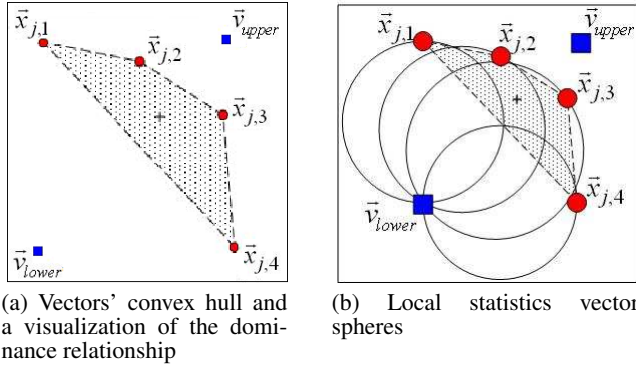 x⃗j,1
v⃗upper
x⃗j,2
x⃗j,3
v⃗lower
x⃗j,4
(a) Vectors' convex hull and
a visualization of the domi-
nance relationship
x⃗j,1
v⃗upper
x⃗j,2
x⃗j,3
x⃗j,4
v⃗lower
(b) Local statistics vector
spheres